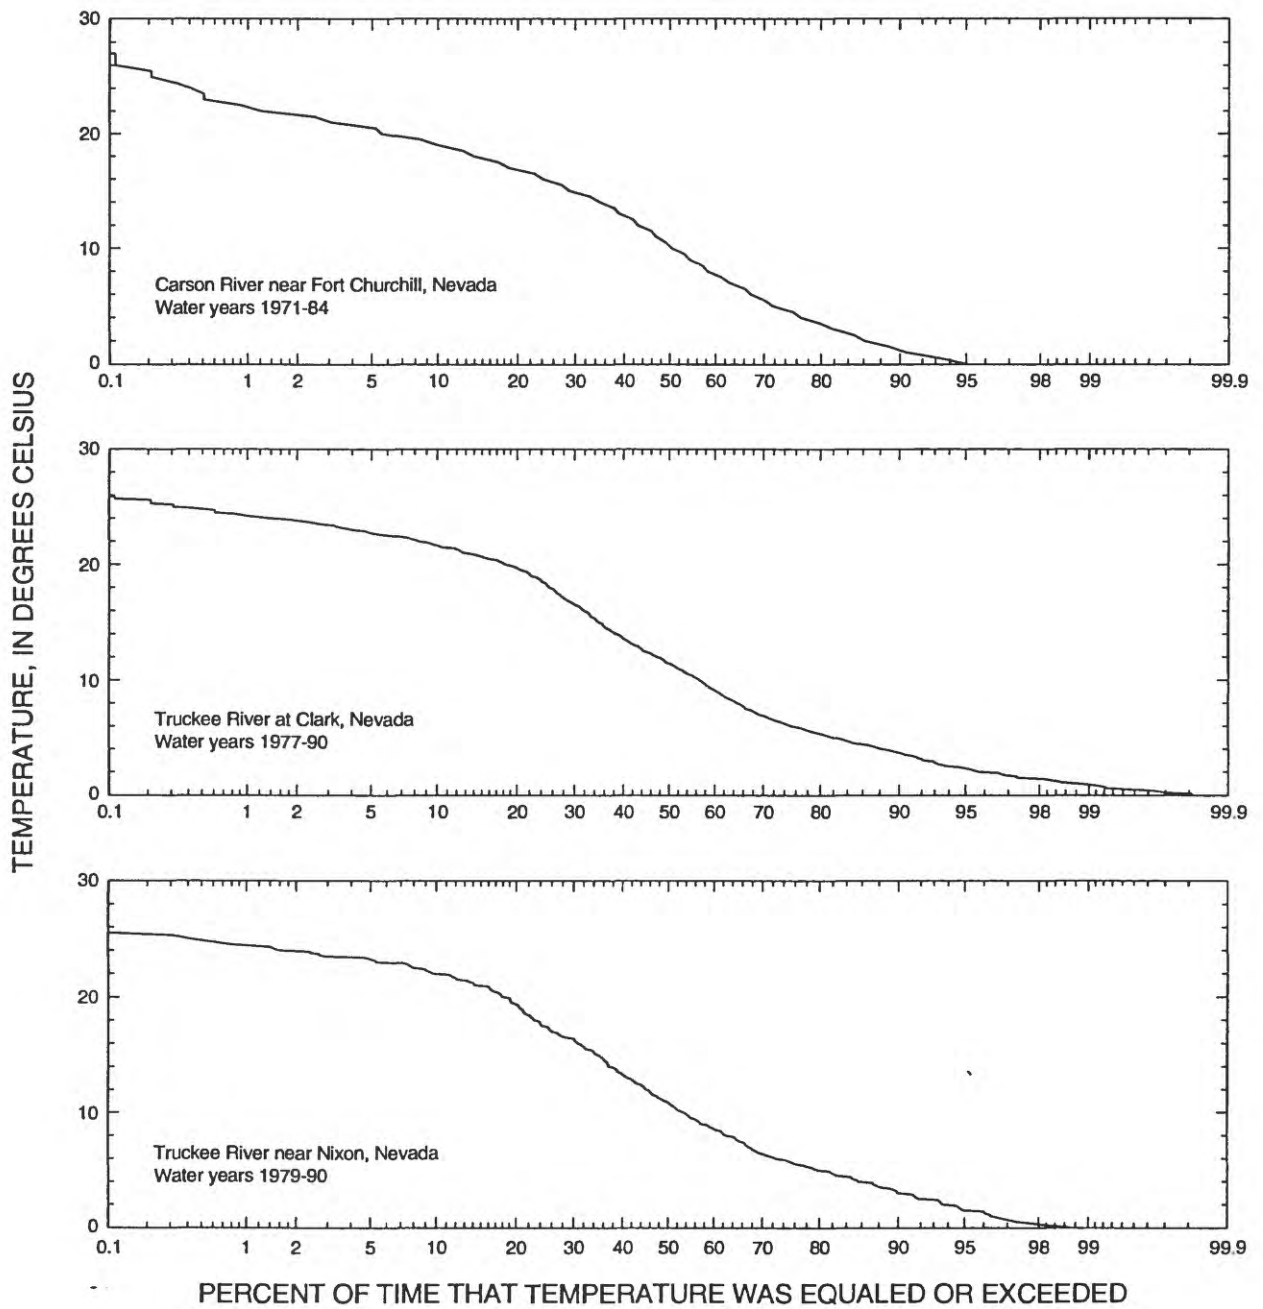 TEMPERATURE, IN DEGREES CELSIUS
30
20
10
0
Carson River near Fort Churchill, Nevada
Water years 1971-84
0.1 1 2 5 10 20 30 40 50 60 70 80 90 95 98 99 99.9
30
20
10
0
Truckee River at Clark, Nevada
Water years 1977-90
0.1 1 2 5 10 20 30 40 50 60 70 80 90 95 98 99 99.9
30
20
10
0
Truckee River near Nixon, Nevada
Water years 1979-90
0.1 1 2 5 10 20 30 40 50 60 70 80 90 95 98 99 99.9
PERCENT OF TIME THAT TEMPERATURE WAS EQUALED OR EXCEEDED